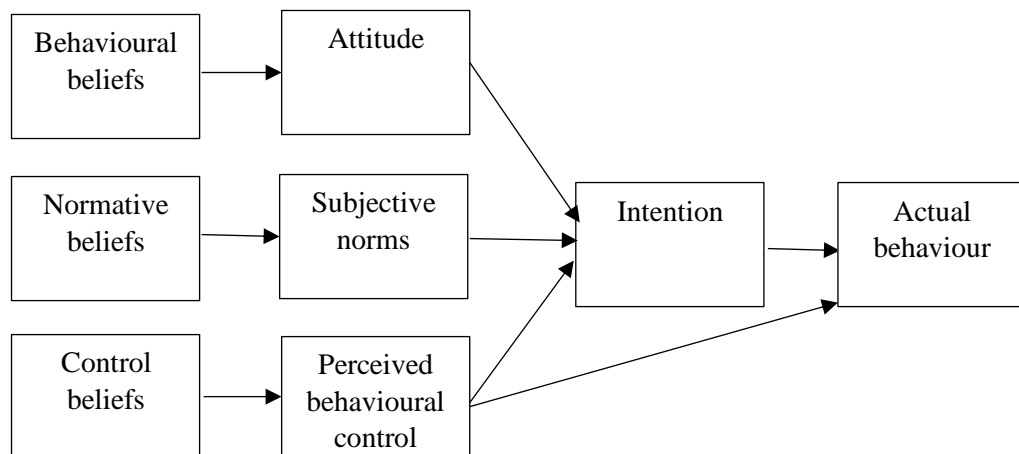 Behavioural
beliefs
Attitude
Normative
beliefs
Subjective
norms
Intention
Actual
behaviour
Control
beliefs
Perceived
behavioural
control